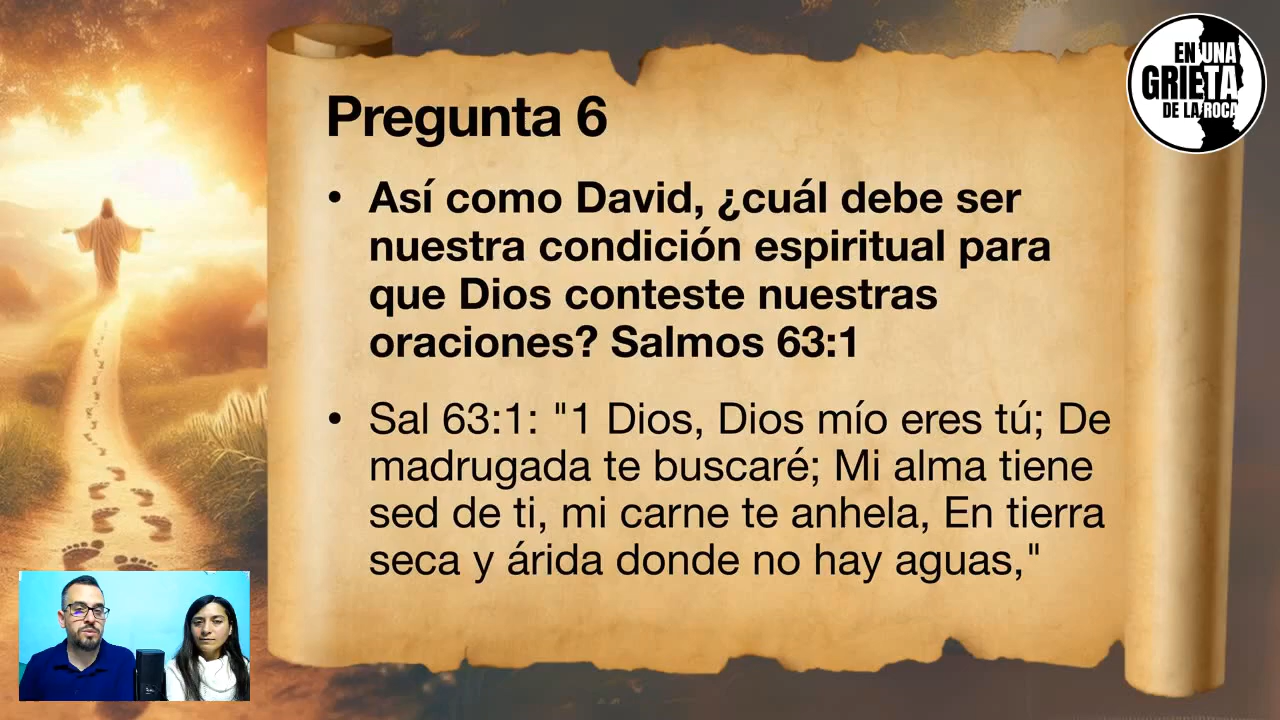 EN UNA
GRIETA
DE LA ROCA
Pregunta 6
• Así como David, ¿cuál debe ser
nuestra condición espiritual para
que Dios conteste nuestras
oraciones? Salmos 63:1
• Sal 63:1: "1 Dios, Dios mío eres tú; De
madrugada te buscaré; Mi alma tiene
sed de ti, mi carne te anhela, En tierra
seca y árida donde no hay aguas,"